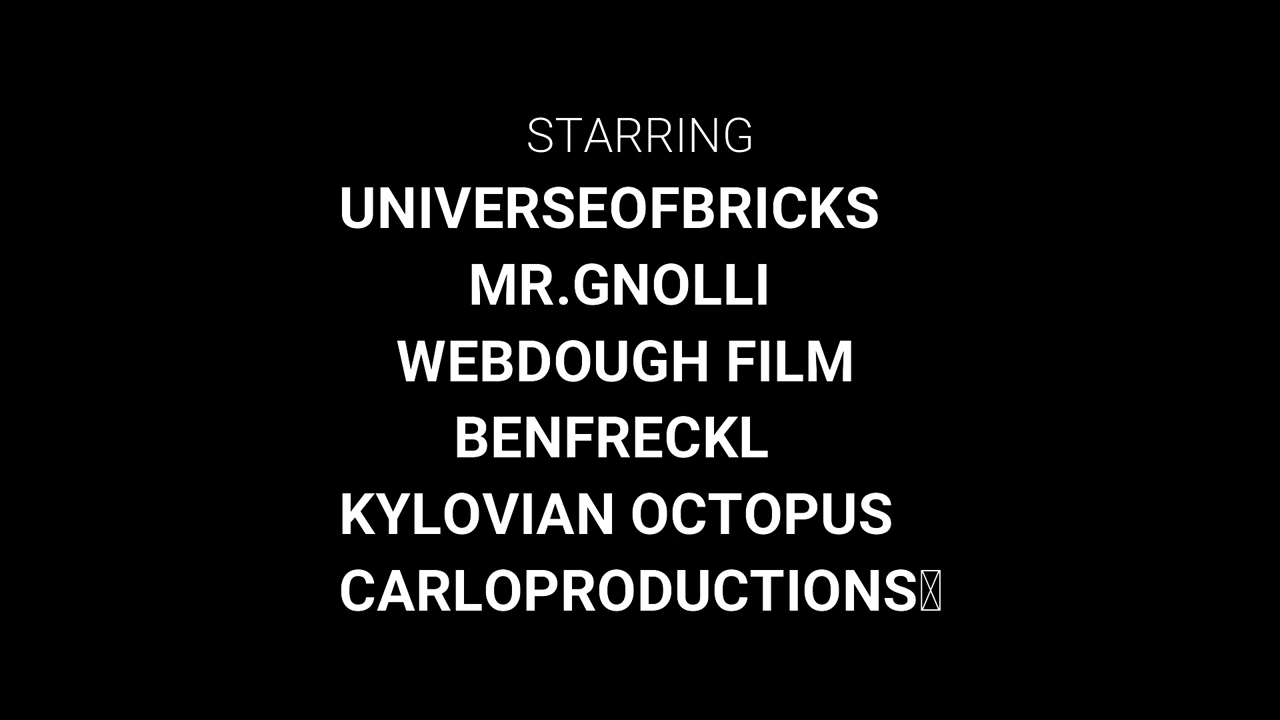 STARRING
UNIVERSEOFBRICKS
MR.GNOLLI
WEBDOUGH FILM
BENFRECKL
KYLOVIAN OCTOPUS
CARLOPRODUCTIONS